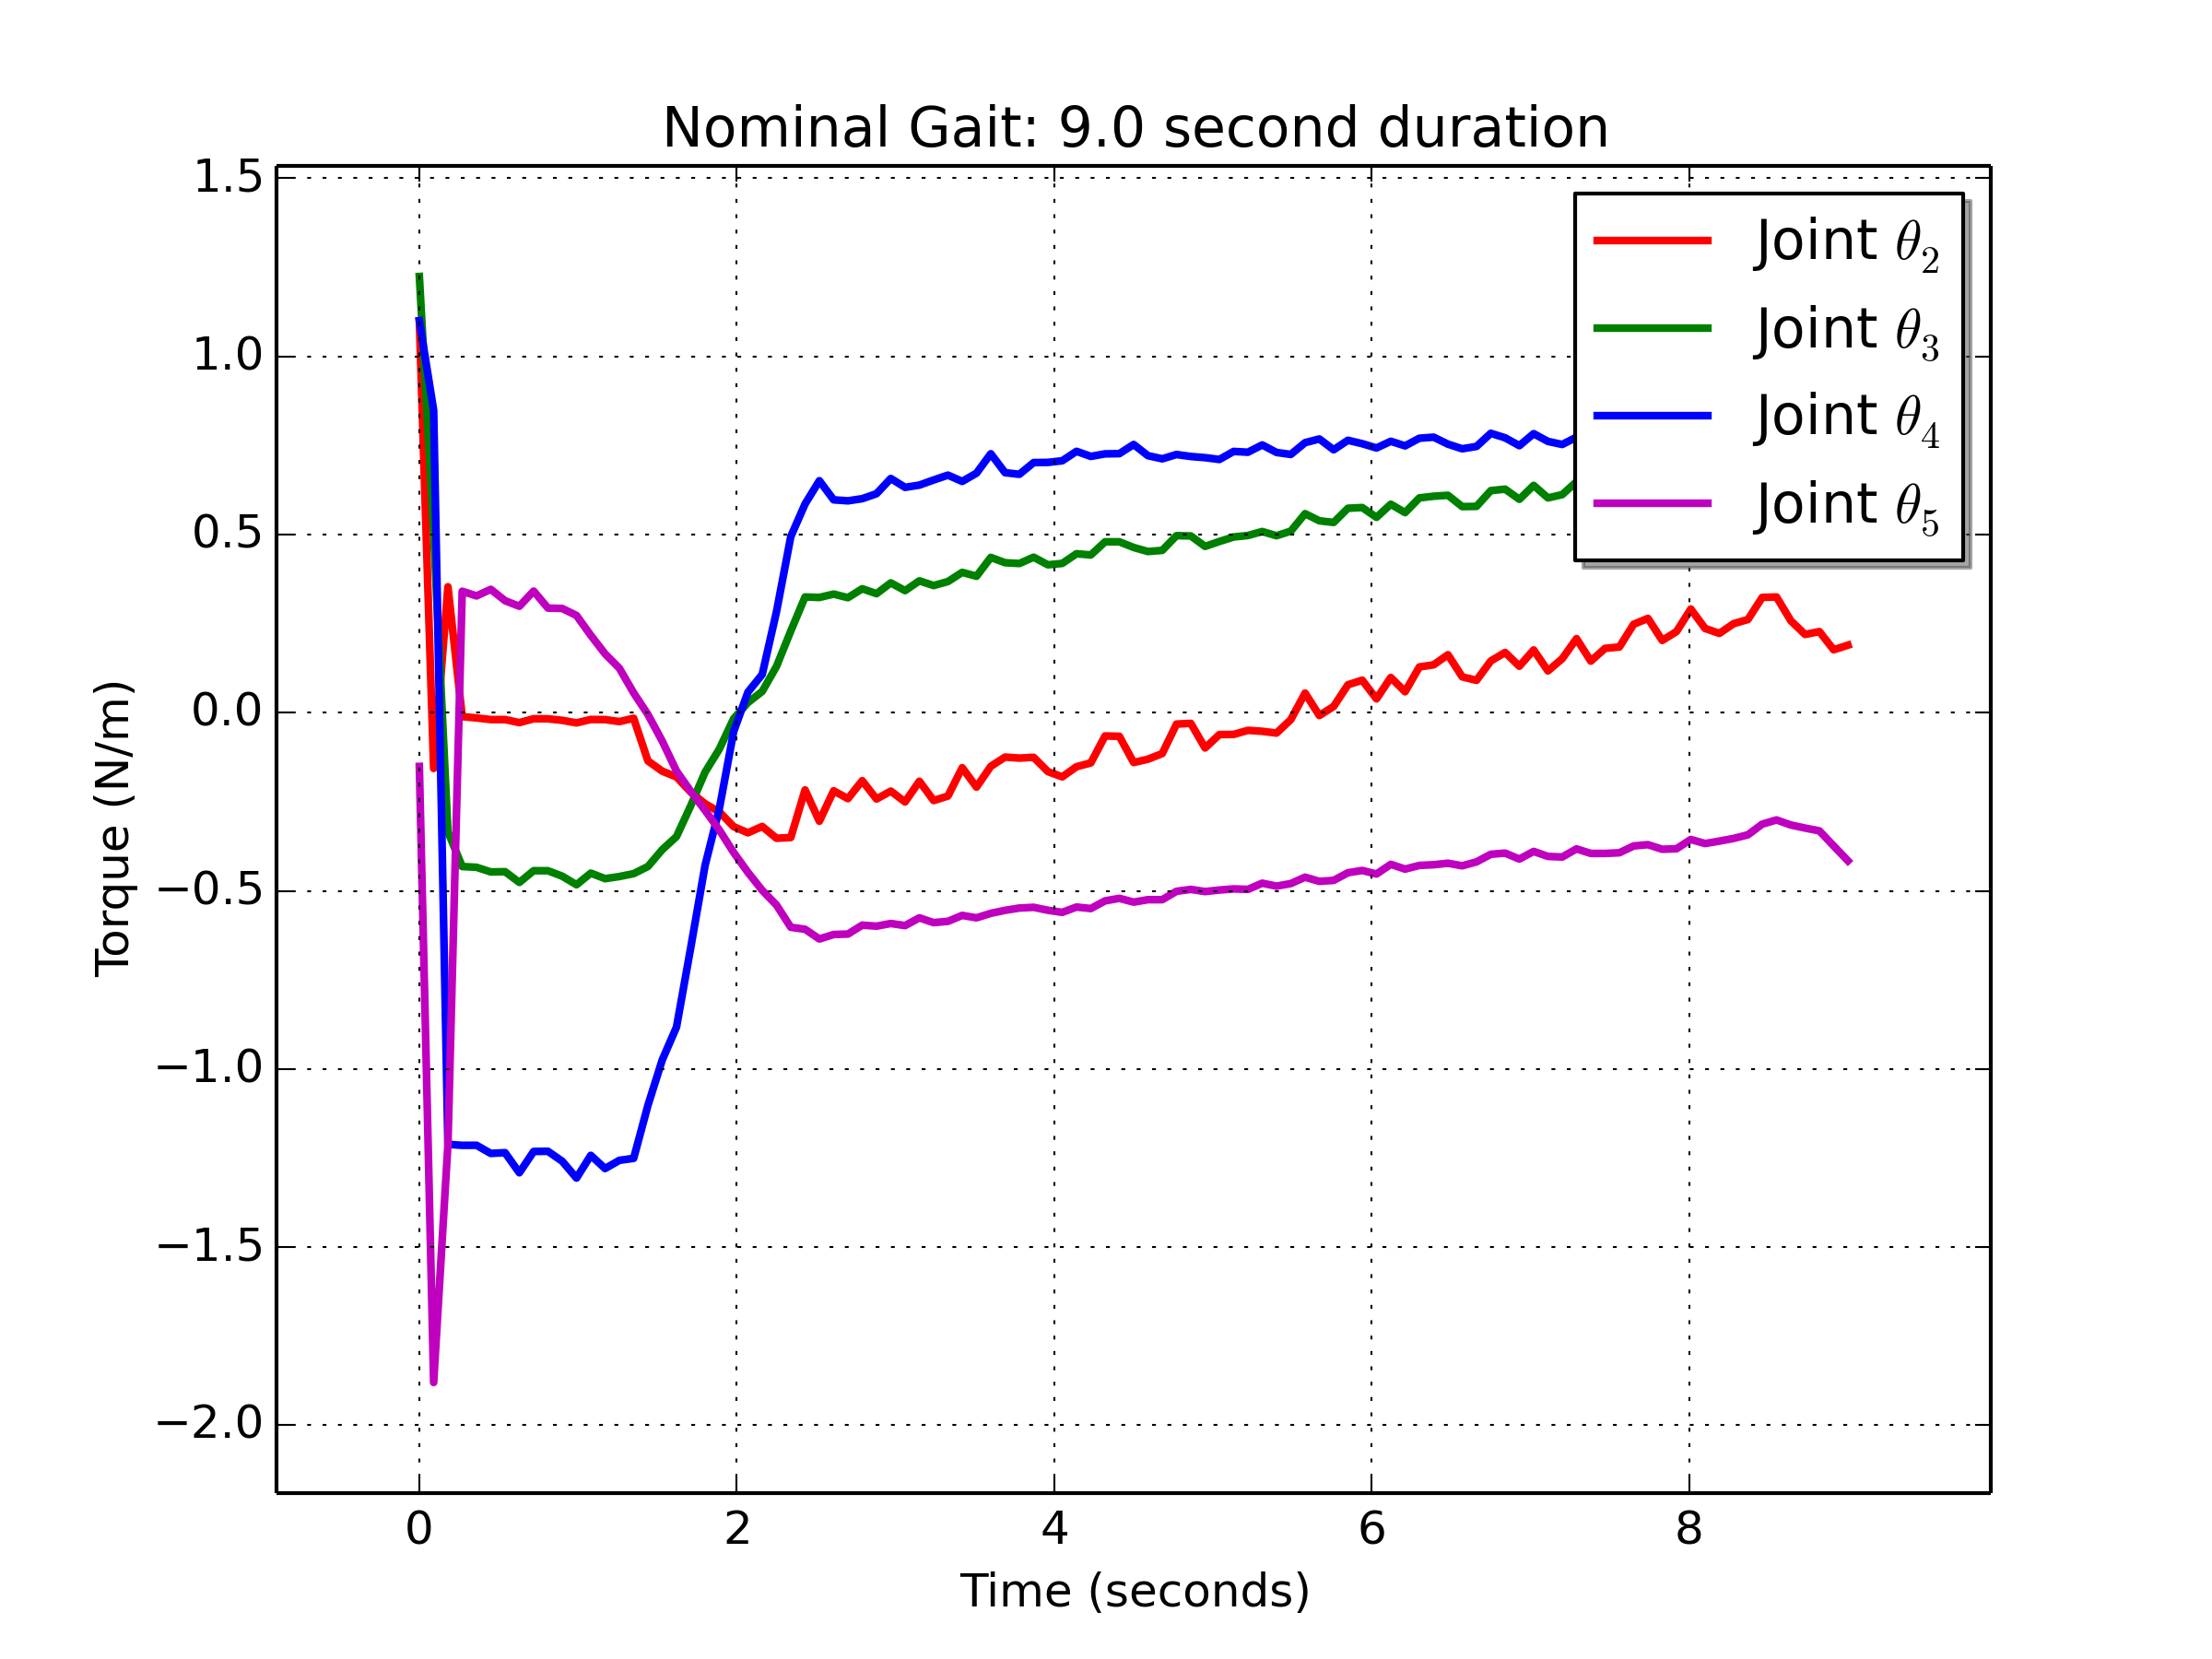 Nominal Gait: 9.0 second duration
1.5
1.0
0.5
0.0
−0.5
−1.0
−1.5
−2.0
Torque (N/m)
Joint θ2
Joint θ3
Joint θ4
Joint θ5
0 2 4 6 8
Time (seconds)